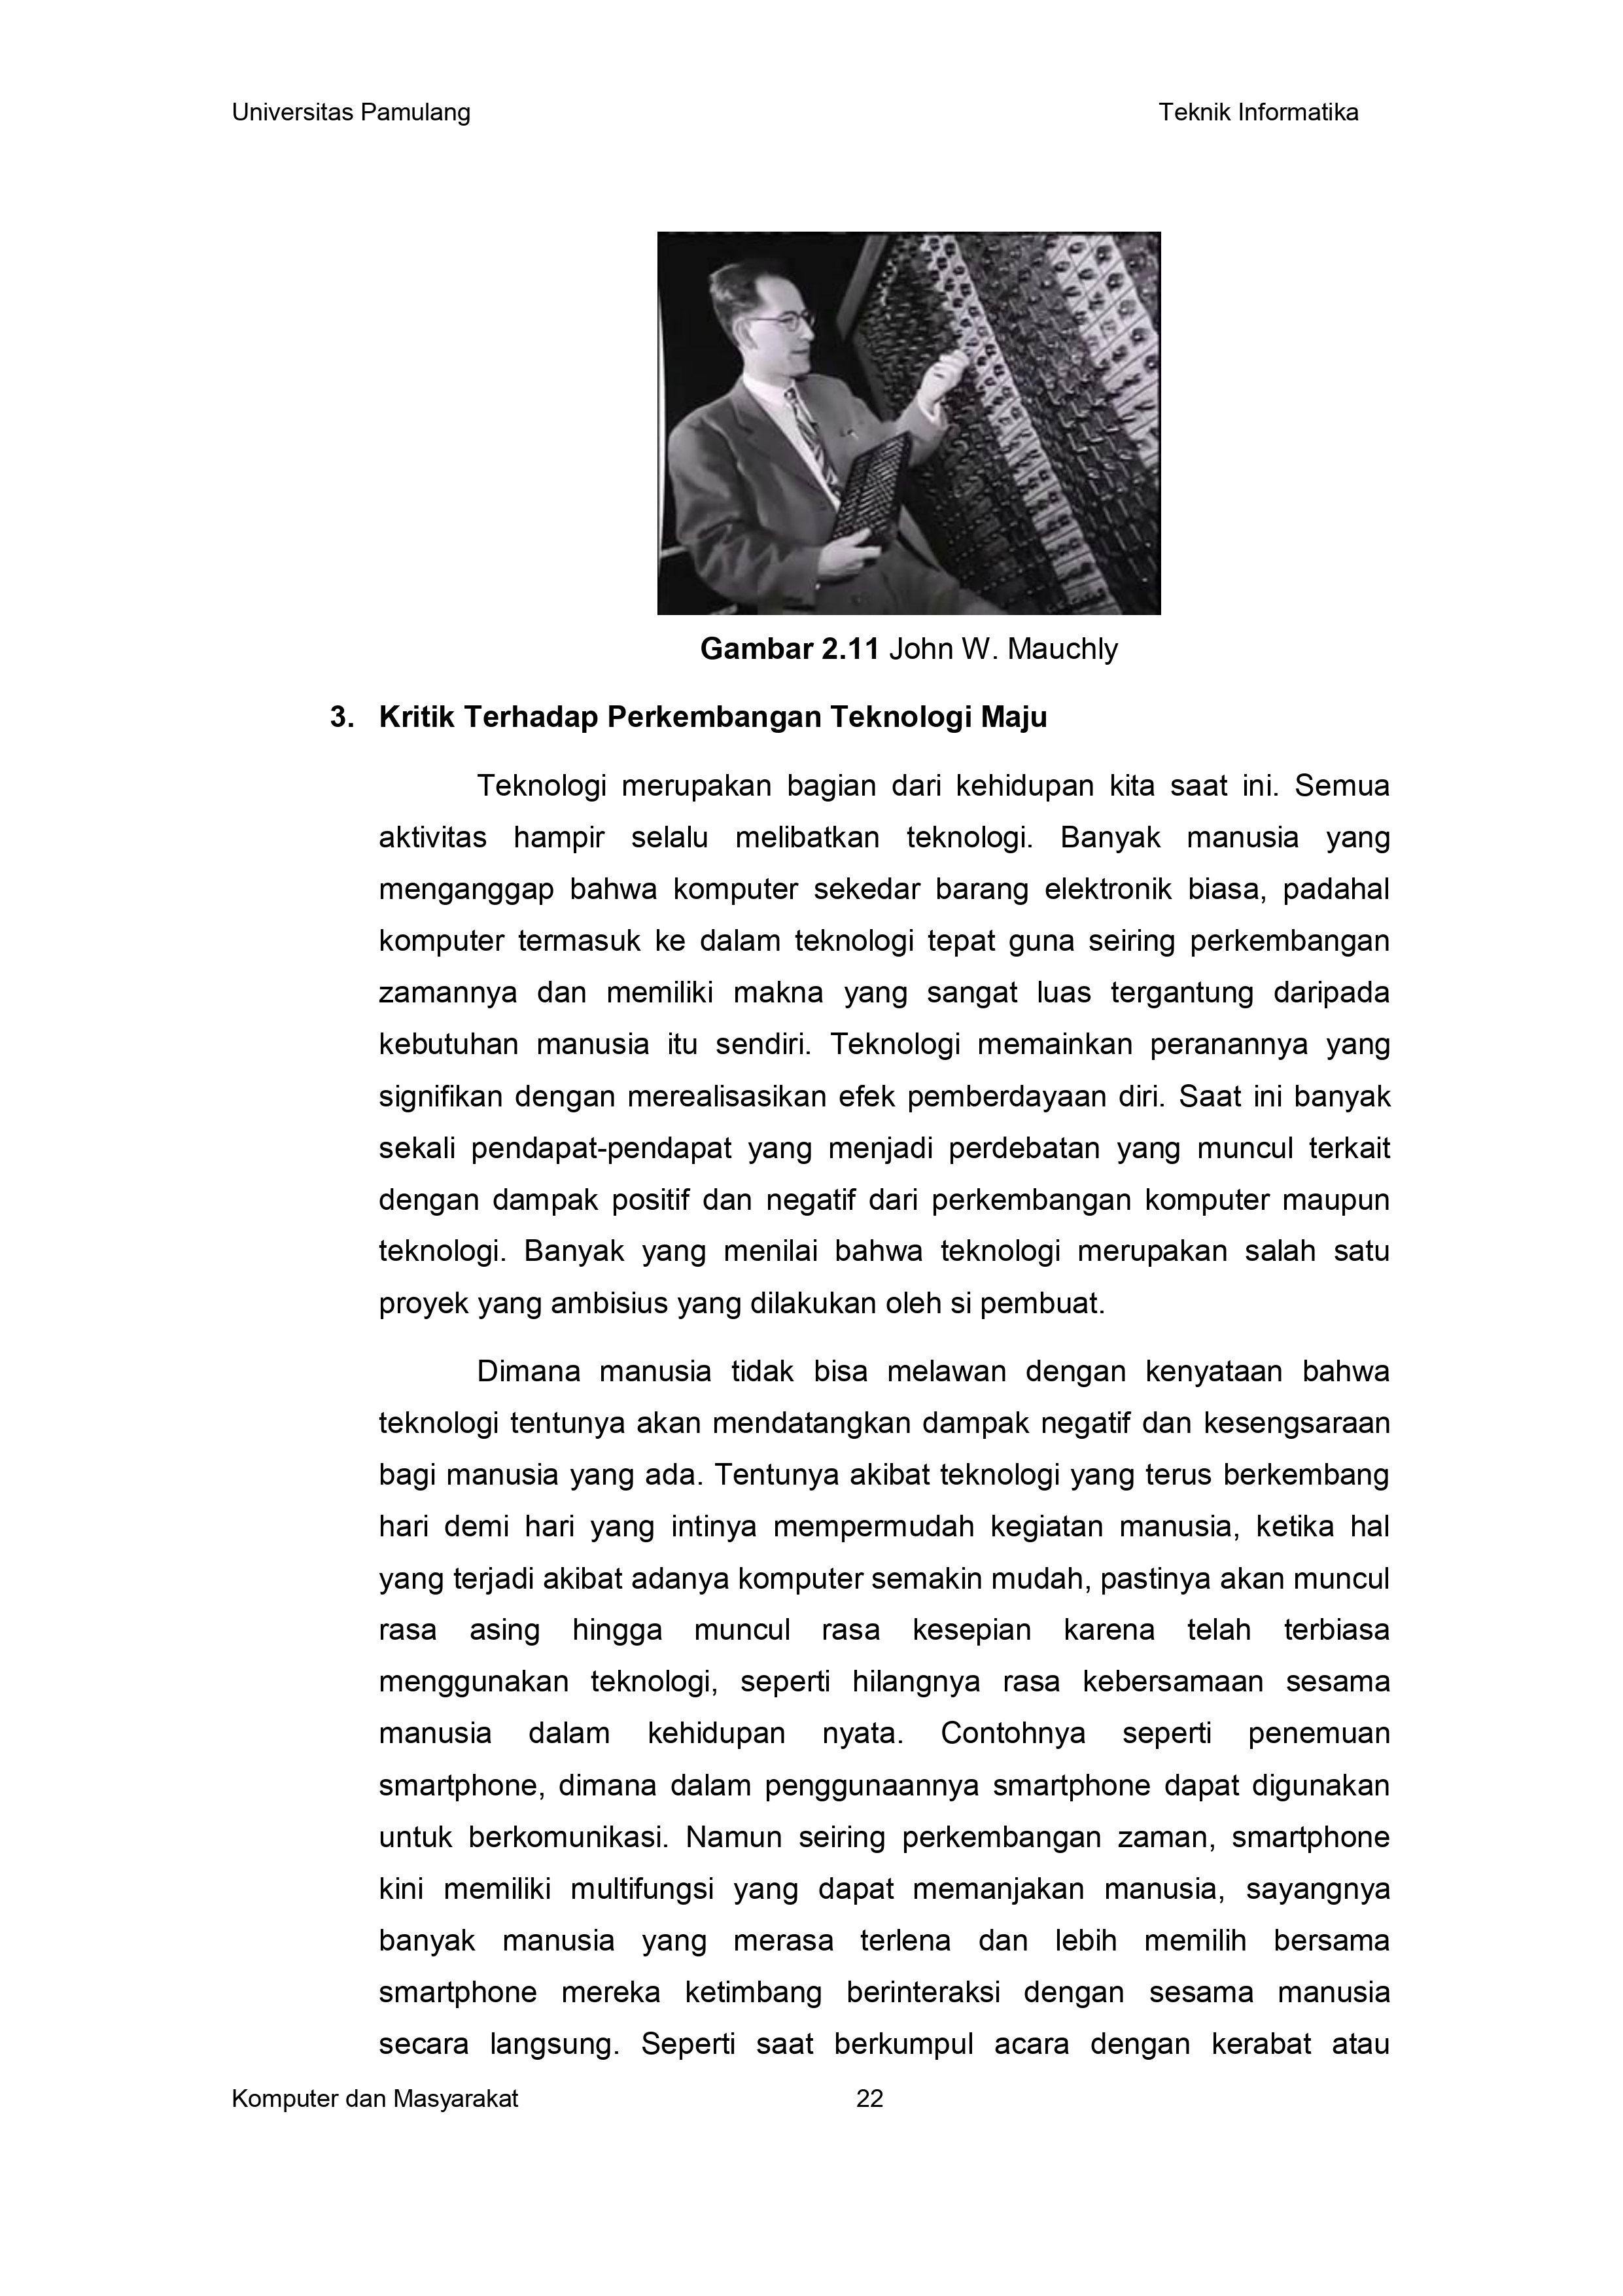 Universitas Pamulang Teknik Informatika
Gambar 2.11 John W. Mauchly
3. Kritik Terhadap Perkembangan Teknologi Maju
Teknologi merupakan bagian dari kehidupan kita saat ini. Semua
aktivitas hampir selalu melibatkan teknologi. Banyak manusia yang
menganggap bahwa komputer sekedar barang elektronik biasa, padahal
komputer termasuk ke dalam teknologi tepat guna seiring perkembangan
zamannya dan memiliki makna yang sangat luas tergantung daripada
kebutuhan manusia itu sendiri. Teknologi memainkan peranannya yang
signifikan dengan merealisasikan efek pemberdayaan diri. Saat ini banyak
sekali pendapat-pendapat yang menjadi perdebatan yang muncul terkait
dengan dampak positif dan negatif dari perkembangan komputer maupun
teknologi. Banyak yang menilai bahwa teknologi merupakan salah satu
proyek yang ambisius yang dilakukan oleh si pembuat.
Dimana manusia tidak bisa melawan dengan kenyataan bahwa
teknologi tentunya akan mendatangkan dampak negatif dan kesengsaraan
bagi manusia yang ada. Tentunya akibat teknologi yang terus berkembang
hari demi hari yang intinya mempermudah kegiatan manusia, ketika hal
yang terjadi akibat adanya komputer semakin mudah, pastinya akan muncul
rasa asing hingga muncul rasa kesepian karena telah terbiasa
menggunakan teknologi, seperti hilangnya rasa kebersamaan sesama
manusia dalam kehidupan nyata. Contohnya seperti penemuan
smartphone, dimana dalam penggunaannya smartphone dapat digunakan
untuk berkomunikasi. Namun seiring perkembangan zaman, smartphone
kini memiliki multifungsi yang dapat memanjakan manusia, sayangnya
banyak manusia yang merasa terlena dan lebih memilih bersama
smartphone mereka ketimbang berinteraksi dengan sesama manusia
secara langsung. Seperti saat berkumpul acara dengan kerabat atau
Komputer dan Masyarakat 22